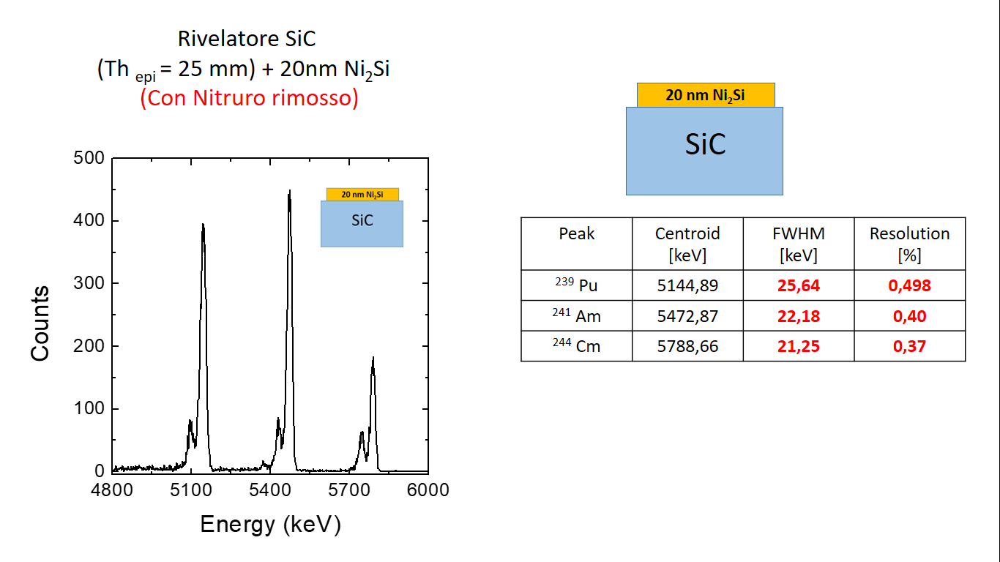 Rivelatore SiC
(Th epi = 25 mm) + 20nm Ni2Si
(Con Nitruro rimosso)
20 nm Ni2Si
SiC
500
400
300
200
100
0
Counts
20 nm Ni2Si
SiC
4800 5100 5400 5700 6000
Energy (keV)
Peak Centroid [keV] FWHM [keV] Resolution [%]
239 Pu 5144,89 25,64 0,498
241 Am 5472,87 22,18 0,40
244 Cm 5788,66 21,25 0,37